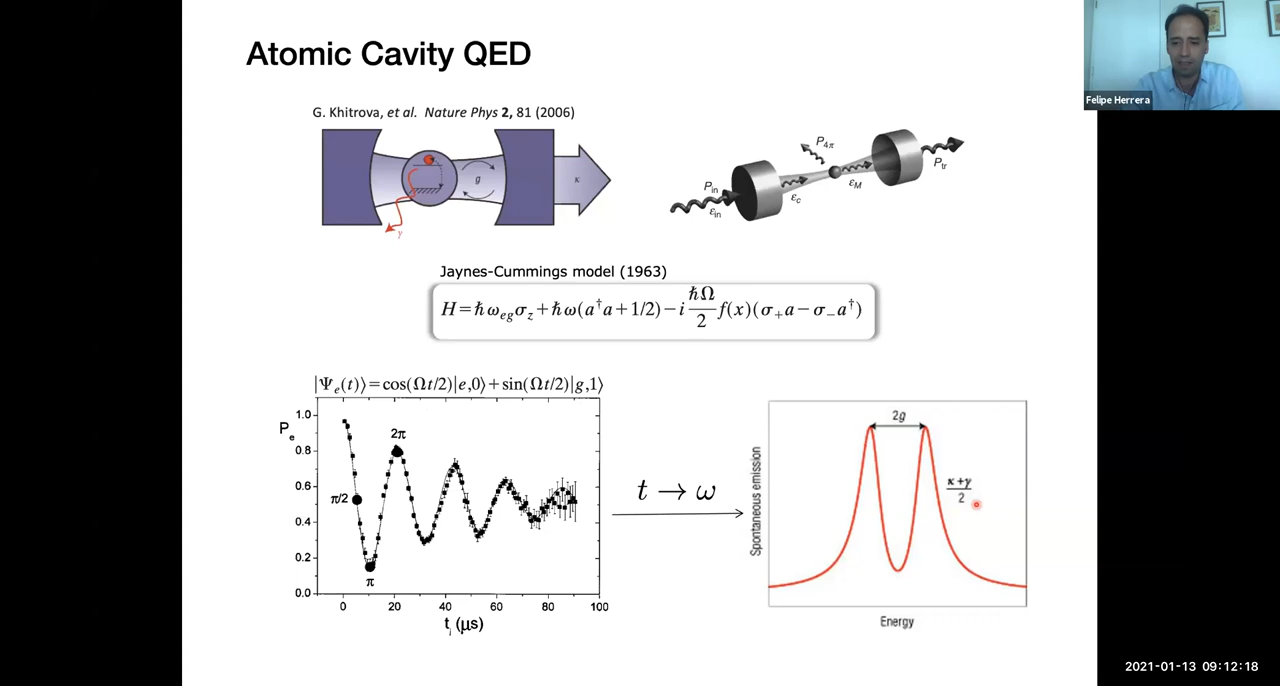 Atomic Cavity QED
Felipe Herrera
G. Khitrova, et al. Nature Phys 2, 81 (2006)
g
κ
γ
P4π
Pin
εin
εc
εM
Ptr
Jaynes-Cummings model (1963)
H=ħω_egσ_z+ħω(a†a+1/2)−i ħΩ/2 f(x)(σ₊a−σ₋a†)
|Ψ_e(t)⟩=cos(Ωt/2)|e,0⟩+sin(Ωt/2)|g,1⟩
P_e
1.0
0.8
0.6
0.4
0.2
0.0
2π
π/2
π
0 20 40 60 80 100
t_i (μs)
t → ω
2g
κ+γ
2
Spontaneous emission
Energy
2021-01-13 09:12:18